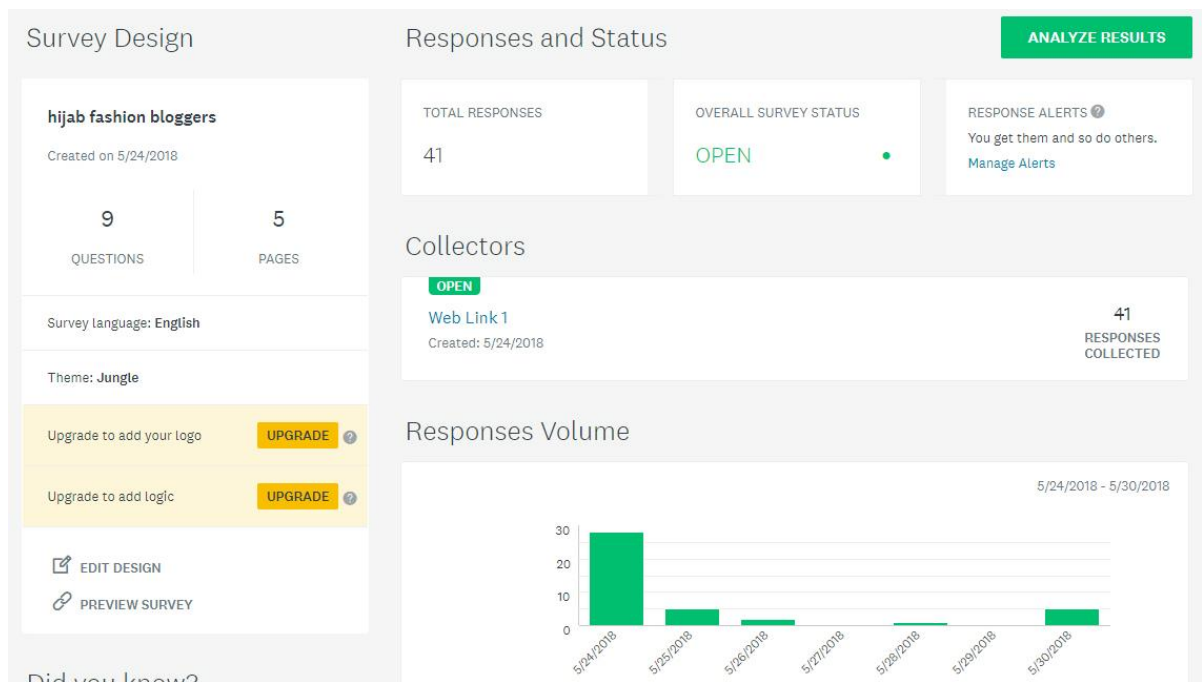 Survey Design
hijab fashion bloggers
Created on 5/24/2018
9
QUESTIONS
5
PAGES
Survey language: English
Theme: Jungle
Upgrade to add your logo
UPGRADE
Upgrade to add logic
UPGRADE
EDIT DESIGN
PREVIEW SURVEY
Did you know?
Responses and Status
ANALYZE RESULTS
TOTAL RESPONSES
41
OVERALL SURVEY STATUS
OPEN
RESPONSE ALERTS
You get them and so do others.
Manage Alerts
Collectors
OPEN
Web Link 1
Created: 5/24/2018
41
RESPONSES
COLLECTED
Responses Volume
5/24/2018 - 5/30/2018
30
20
10
0
5/24/2018
5/25/2018
5/26/2018
5/27/2018
5/28/2018
5/29/2018
5/30/2018